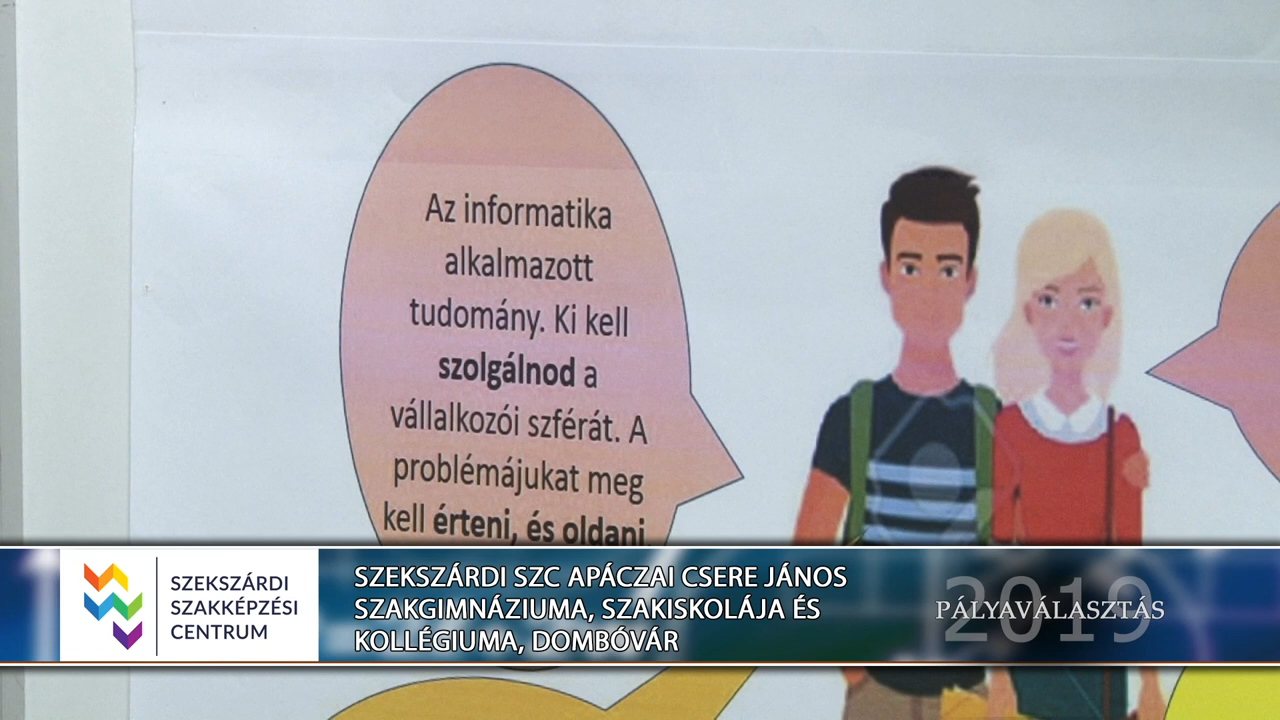 Az informatika
alkalmazott
tudomány. Ki kell
szolgálnod a
vállalkozói szférát. A
problémájukat meg
kell érteni, és oldani.
SZEKSZÁRDI
SZAKKÉPZÉSI
CENTRUM
SZEKSZÁRDI SZC APÁCZAI CSERE JÁNOS
SZAKGIMNÁZIUMA, SZAKISKOLÁJA ÉS
KOLLÉGIUMA, DOMBÓVÁR
2019
PÁLYAVÁLASZTÁS